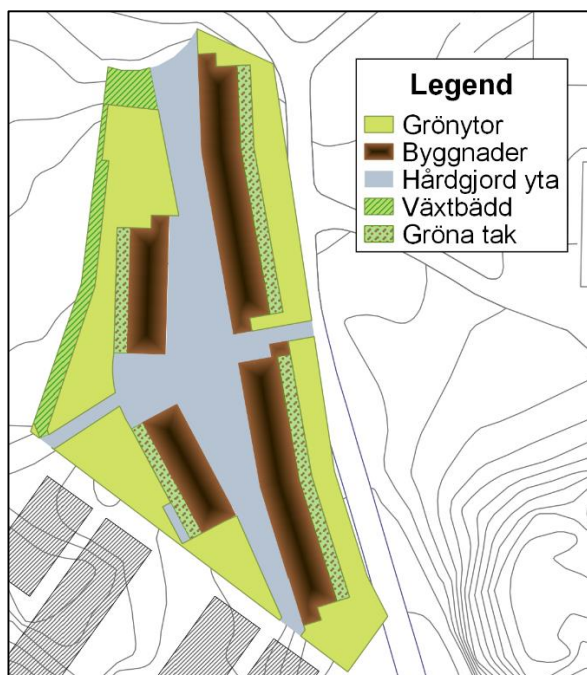 Legend
Grönytor
Byggnader
Hårdgjord yta
Växtbädd
Gröna tak